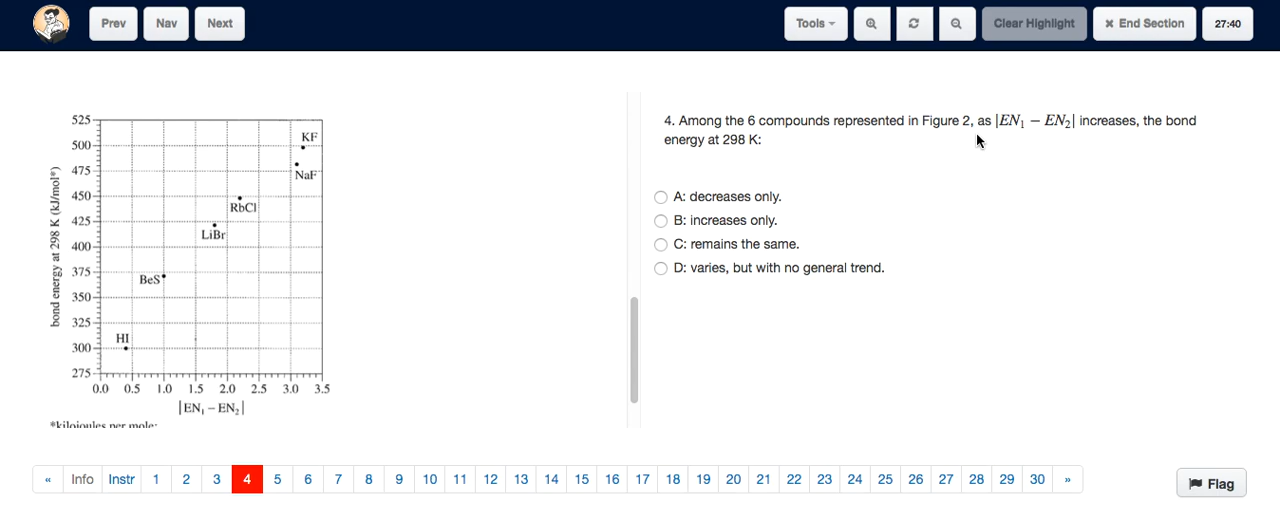 Prev Nav Next Tools Clear Highlight × End Section 27:40
525
500
475
450
425
400
375
350
325
300
275
bond energy at 298 K (kJ/mol*)
KF
NaF
RbCl
LiBr
BeS
HI
0.0 0.5 1.0 1.5 2.0 2.5 3.0 3.5
|EN₁ – EN₂|
*kilojoules per mole;
4. Among the 6 compounds represented in Figure 2, as |EN₁ − EN₂| increases, the bond
energy at 298 K:
A: decreases only.
B: increases only.
C: remains the same.
D: varies, but with no general trend.
« Info Instr 1 2 3 4 5 6 7 8 9 10 11 12 13 14 15 16 17 18 19 20 21 22 23 24 25 26 27 28 29 30 »
Flag